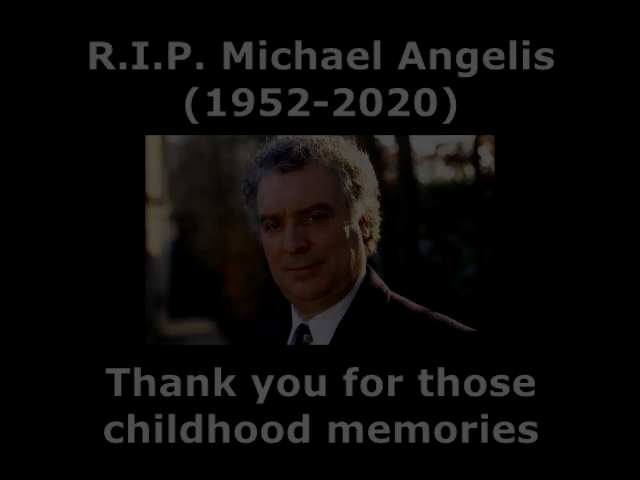 R.I.P. Michael Angelis
(1952-2020)
Thank you for those
childhood memories